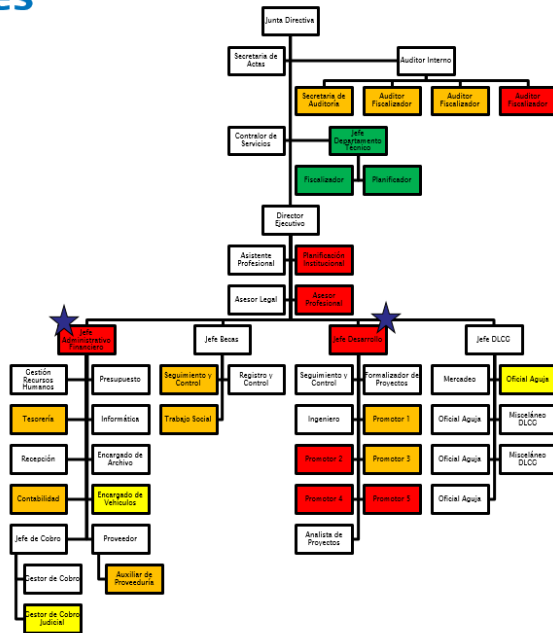 es
Junta Directiva
Secretaria de
Actas
Auditor Interno
Secretaria de
Auditoría
Auditor
Fiscalizador
Auditor
Fiscalizador
Auditor
Fiscalizador
Contralor de
Servicios
Jefe
Departamento
Técnico
Fiscalizador
Planificador
Director
Ejecutivo
Asistente
Profesional
Planificación
Institucional
Asesor Legal
Asesor
Profesional
Jefe
Administrativo
Financiero
Jefe Becas
Jefe Desarrollo
Jefe DLCG
Gestión
Recursos
Humanos
Presupuesto
Seguimiento y
Control
Registro y
Control
Seguimiento y
Control
Formalizador de
Proyectos
Mercadeo
Oficial Aguja
Tesorería
Informática
Trabajo Social
Ingeniero
Promotor 1
Oficial Aguja
Misceláneo
DLCG
Recepción
Encargado de
Archivo
Promotor 2
Promotor 3
Oficial Aguja
Misceláneo
DLCG
Contabilidad
Encargado de
Vehículos
Promotor 4
Promotor 5
Oficial Aguja
Jefe de Cobro
Proveedor
Analista de
Proyectos
Gestor de Cobro
Auxiliar de
Proveeduría
Gestor de Cobro
Judicial